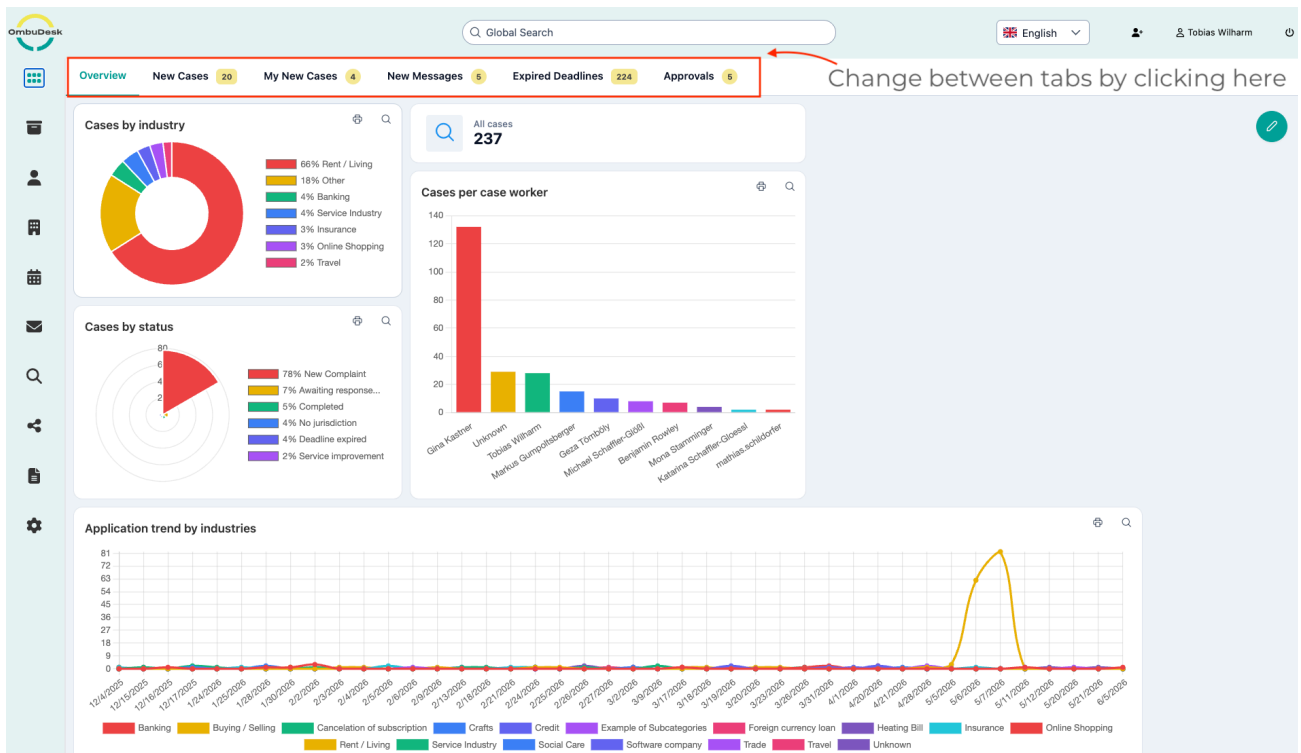 OmbuDesk
Global Search
English
Tobias Wilharm
Overview
New Cases 20
My New Cases 4
New Messages 5
Expired Deadlines 224
Approvals 5
Change between tabs by clicking here
Cases by industry
66% Rent / Living
18% Other
4% Banking
4% Service Industry
3% Insurance
3% Online Shopping
2% Travel
All cases
237
Cases per case worker
140
120
100
80
60
40
20
0
Gina Kastner
Unknown
Tobias Wilharm
Markus Gumpoltsberger
Geza Tömböly
Michael Schaffler-Glößl
Benjamin Rowley
Mona Stamminger
Katarina Schaffler-Gloessl
mathias.schildorfer
Cases by status
80
6
4
2
78% New Complaint
7% Awaiting response...
5% Completed
4% No jurisdiction
4% Deadline expired
2% Service improvement
Application trend by industries
81
72
63
54
45
36
27
18
9
0
12/4/2025
12/15/2025
12/16/2025
12/17/2025
1/24/2026
1/25/2026
1/28/2026
1/30/2026
2/2/2026
2/3/2026
2/4/2026
2/5/2026
2/6/2026
2/9/2026
2/13/2026
2/18/2026
2/21/2026
2/24/2026
2/25/2026
2/26/2026
2/27/2026
3/2/2026
3/9/2026
3/17/2026
3/18/2026
3/19/2026
3/20/2026
3/23/2026
3/26/2026
3/31/2026
4/1/2026
4/20/2026
4/21/2026
4/28/2026
5/5/2026
5/6/2026
5/7/2026
5/11/2026
5/12/2026
5/20/2026
5/21/2026
6/5/2026
Banking Buying / Selling Cancelation of subscription Crafts Credit Example of Subcategories Foreign currency loan Heating Bill Insurance Online Shopping
Rent / Living Service Industry Social Care Software company Trade Travel Unknown